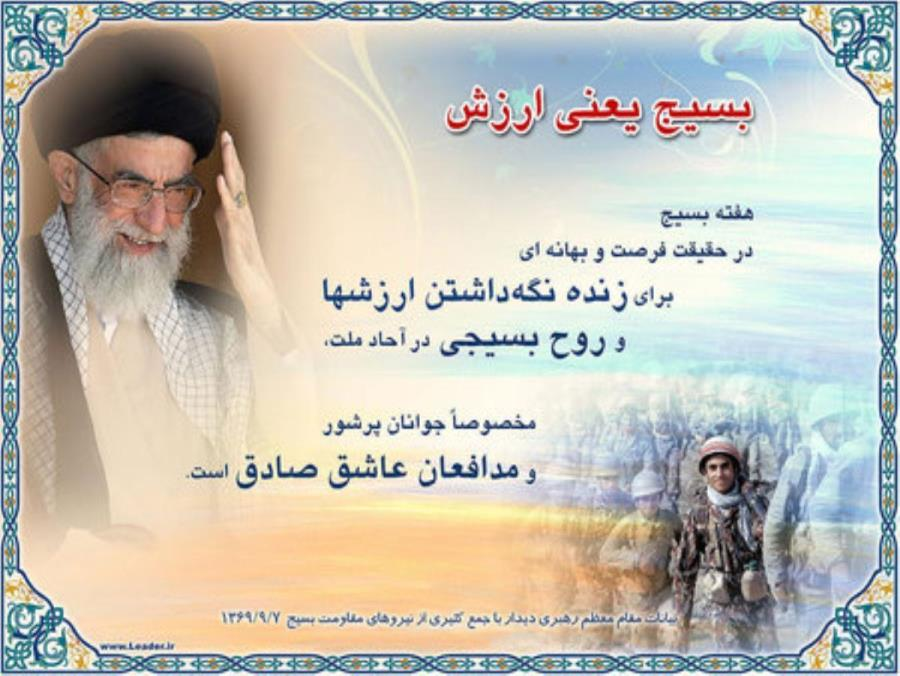 بسیج یعنی ارزش
هفته بسیج
در حقیقت فرصت و بهانه ای
برای زنده نگه‌داشتن ارزشها
و روح بسیجی در آحاد ملت،
مخصوصاً جوانان پرشور
و مدافعان عاشق صادق است.
بیانات مقام معظم رهبری دیدار با جمع کثیری از نیروهای مقاومت بسیج ۱۳۶۹/۹/۷
www.Leader.ir